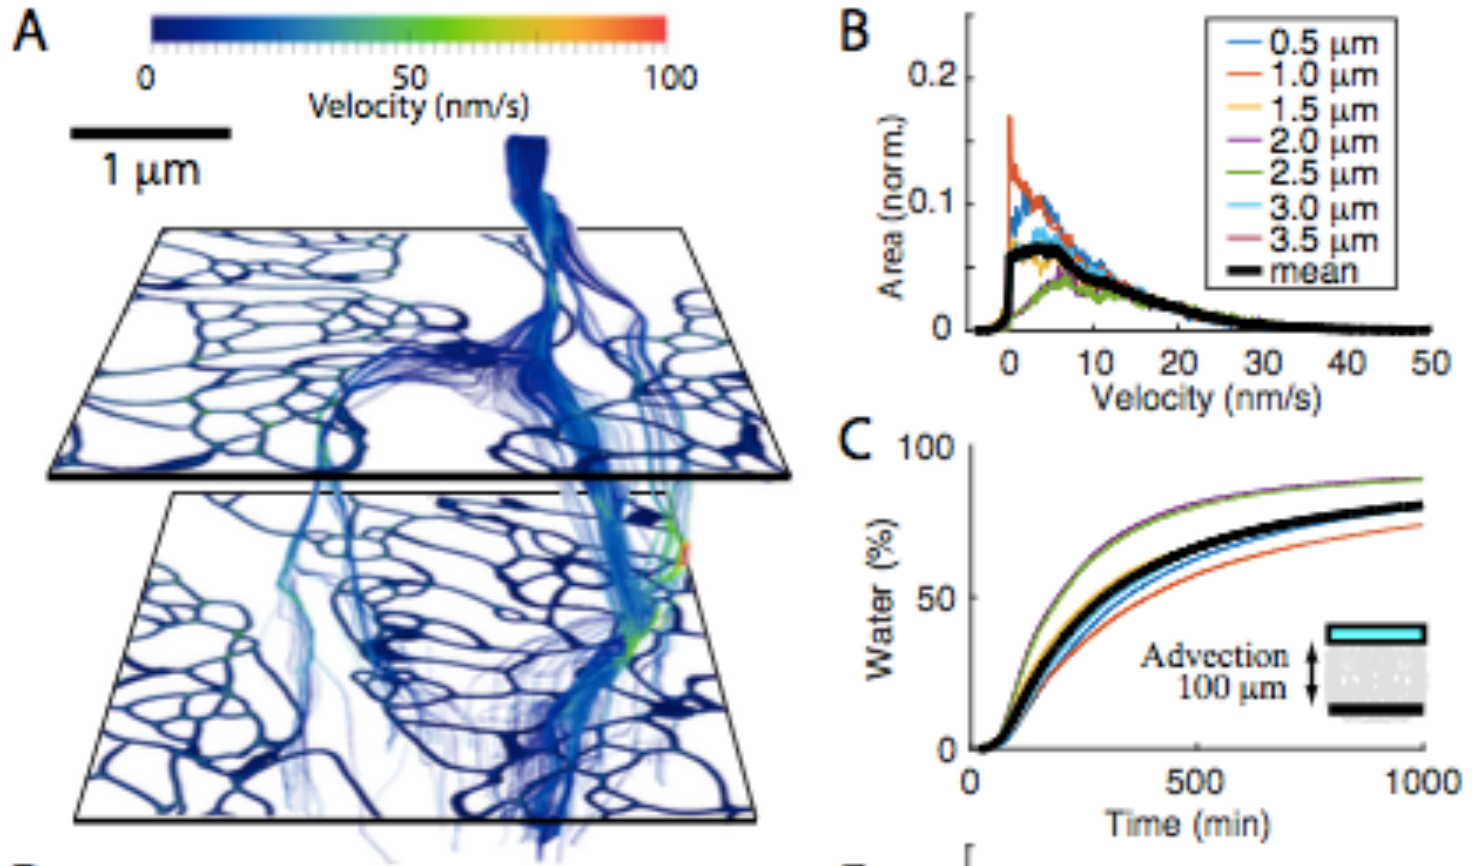 A
0 50 100
Velocity (nm/s)
1 μm
B
0.2
0.1
0
Area (norm.)
0 10 20 30 40 50
Velocity (nm/s)
0.5 μm
1.0 μm
1.5 μm
2.0 μm
2.5 μm
3.0 μm
3.5 μm
mean
C
100
50
0
Water (%)
Advection
100 μm
0 500 1000
Time (min)